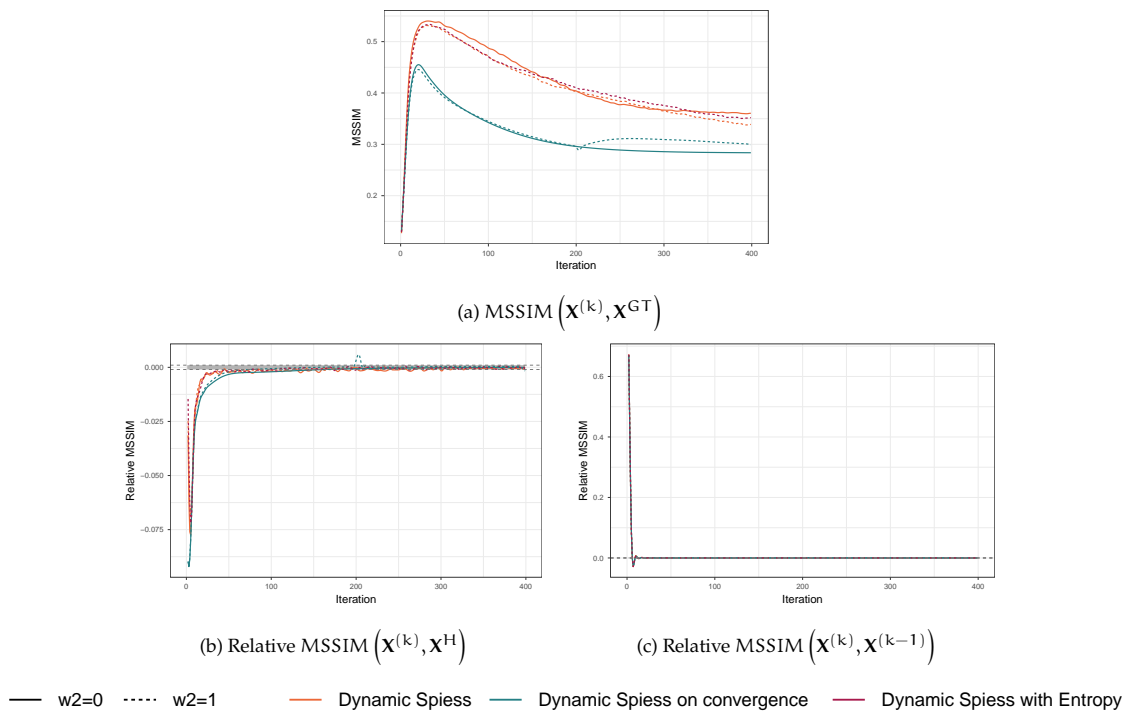 0.5
0.4
0.3
0.2
MSSIM
0 100 200 300 400
Iteration
(a) MSSIM (X^(k), X^GT)
0.000
−0.025
−0.050
−0.075
Relative MSSIM
0 100 200 300 400
Iteration
(b) Relative MSSIM (X^(k), X^H)
0.6
0.4
0.2
0.0
Relative MSSIM
0 100 200 300 400
Iteration
(c) Relative MSSIM (X^(k), X^(k−1))
w2=0 w2=1 Dynamic Spiess Dynamic Spiess on convergence Dynamic Spiess with Entropy